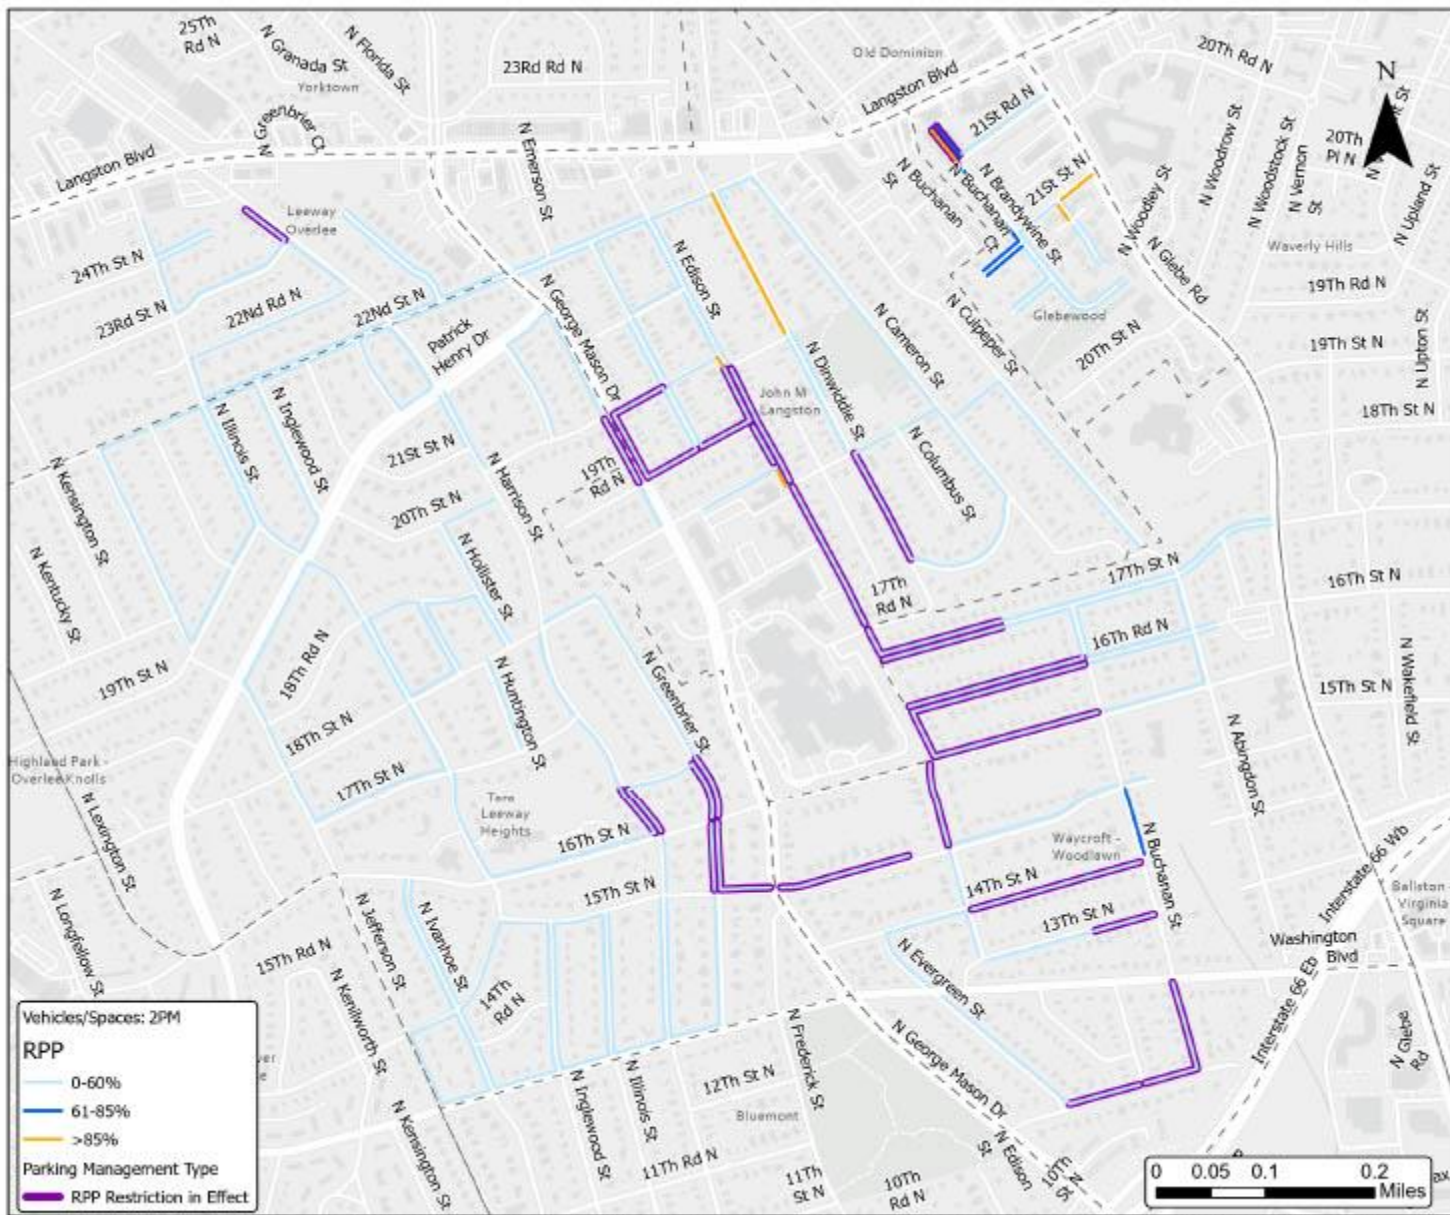 25Th
Rd N
N Granada St
N Florida St
Yorktown
23Rd Rd N
Old Dominion
Langston Blvd
20Th Rd N
N
N Greenbrier Ct
Langston Blvd
N Emerson St
21St Rd N
N Buchanan
St
N Buchanan
Ct
N Brandywine St
21St St N
N Woodley St
N Woodrow St
N Woodstock St
N Vernon
St
20Th
Pl N
N Upland St
Leeway
Overlee
24Th St N
23Rd St N
22Nd Rd N
22Nd St N
Patrick
Henry Dr
N George Mason Dr
N Edison St
N Dinwiddie St
N Cameron St
N Culpeper St
Glebewood
20Th St N
N Glebe Rd
Waverly Hills
19Th Rd N
19Th St N
N Upton St
18Th St N
John M
Langston
N Illinois St
N Inglewood St
21St St N
20Th St N
N Harrison St
19Th
Rd N
N Columbus St
N Kensington St
N Kentucky St
N Hollister St
17Th
Rd N
17Th St N
16Th St N
16Th Rd N
19Th St N
18Th Rd N
N Huntington St
N Greenbrier St
18Th St N
17Th St N
15Th St N
N Wakefield St
N Abingdon St
Highland Park -
Overlee Knolls
N Lexington St
Tara
Leeway
Heights
16Th St N
15Th St N
Waycroft -
Woodlawn
N Buchanan St
14Th St N
13Th St N
Interstate 66 Wb
Ballston
Virginia
Square
Washington
Blvd
Interstate 66 Eb
N Longfellow St
15Th Rd N
N Jefferson St
N Ivanhoe St
14Th
Rd N
N Kenilworth St
N Evergreen St
N George Mason Dr
N Glebe
Rd
N Frederick St
12Th St N
Bluemont
N Kensington St
N Inglewood St
N Illinois St
11Th Rd N
11Th
St N
10Th
Rd N
N Edison
St
10Th
St N
Vehicles/Spaces: 2PM
RPP
0-60%
61-85%
>85%
Parking Management Type
RPP Restriction in Effect
0 0.05 0.1 0.2
Miles